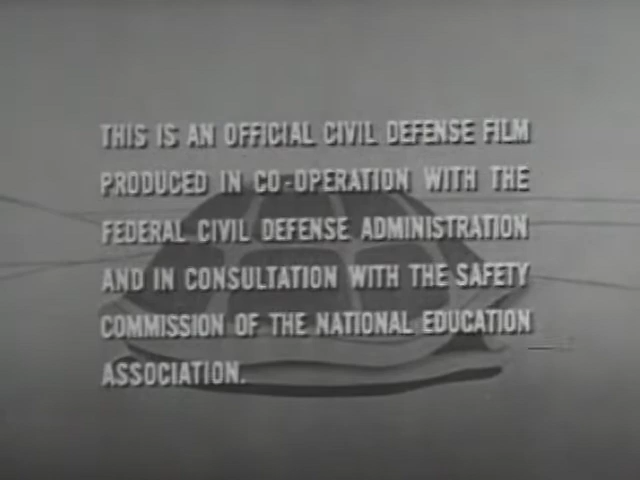 THIS IS AN OFFICIAL CIVIL DEFENSE FILM
PRODUCED IN CO-OPERATION WITH THE
FEDERAL CIVIL DEFENSE ADMINISTRATION
AND IN CONSULTATION WITH THE SAFETY
COMMISSION OF THE NATIONAL EDUCATION
ASSOCIATION.